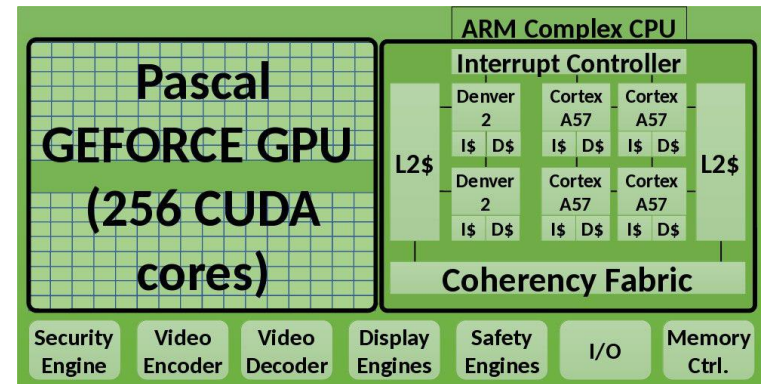 ARM Complex CPU
Pascal
GEFORCE GPU
(256 CUDA
cores)
Interrupt Controller
L2$
Denver
2
I$ D$
Cortex
A57
I$ D$
Cortex
A57
I$ D$
Denver
2
I$ D$
Cortex
A57
I$ D$
Cortex
A57
I$ D$
L2$
Coherency Fabric
Security
Engine
Video
Encoder
Video
Decoder
Display
Engines
Safety
Engines
I/O
Memory
Ctrl.